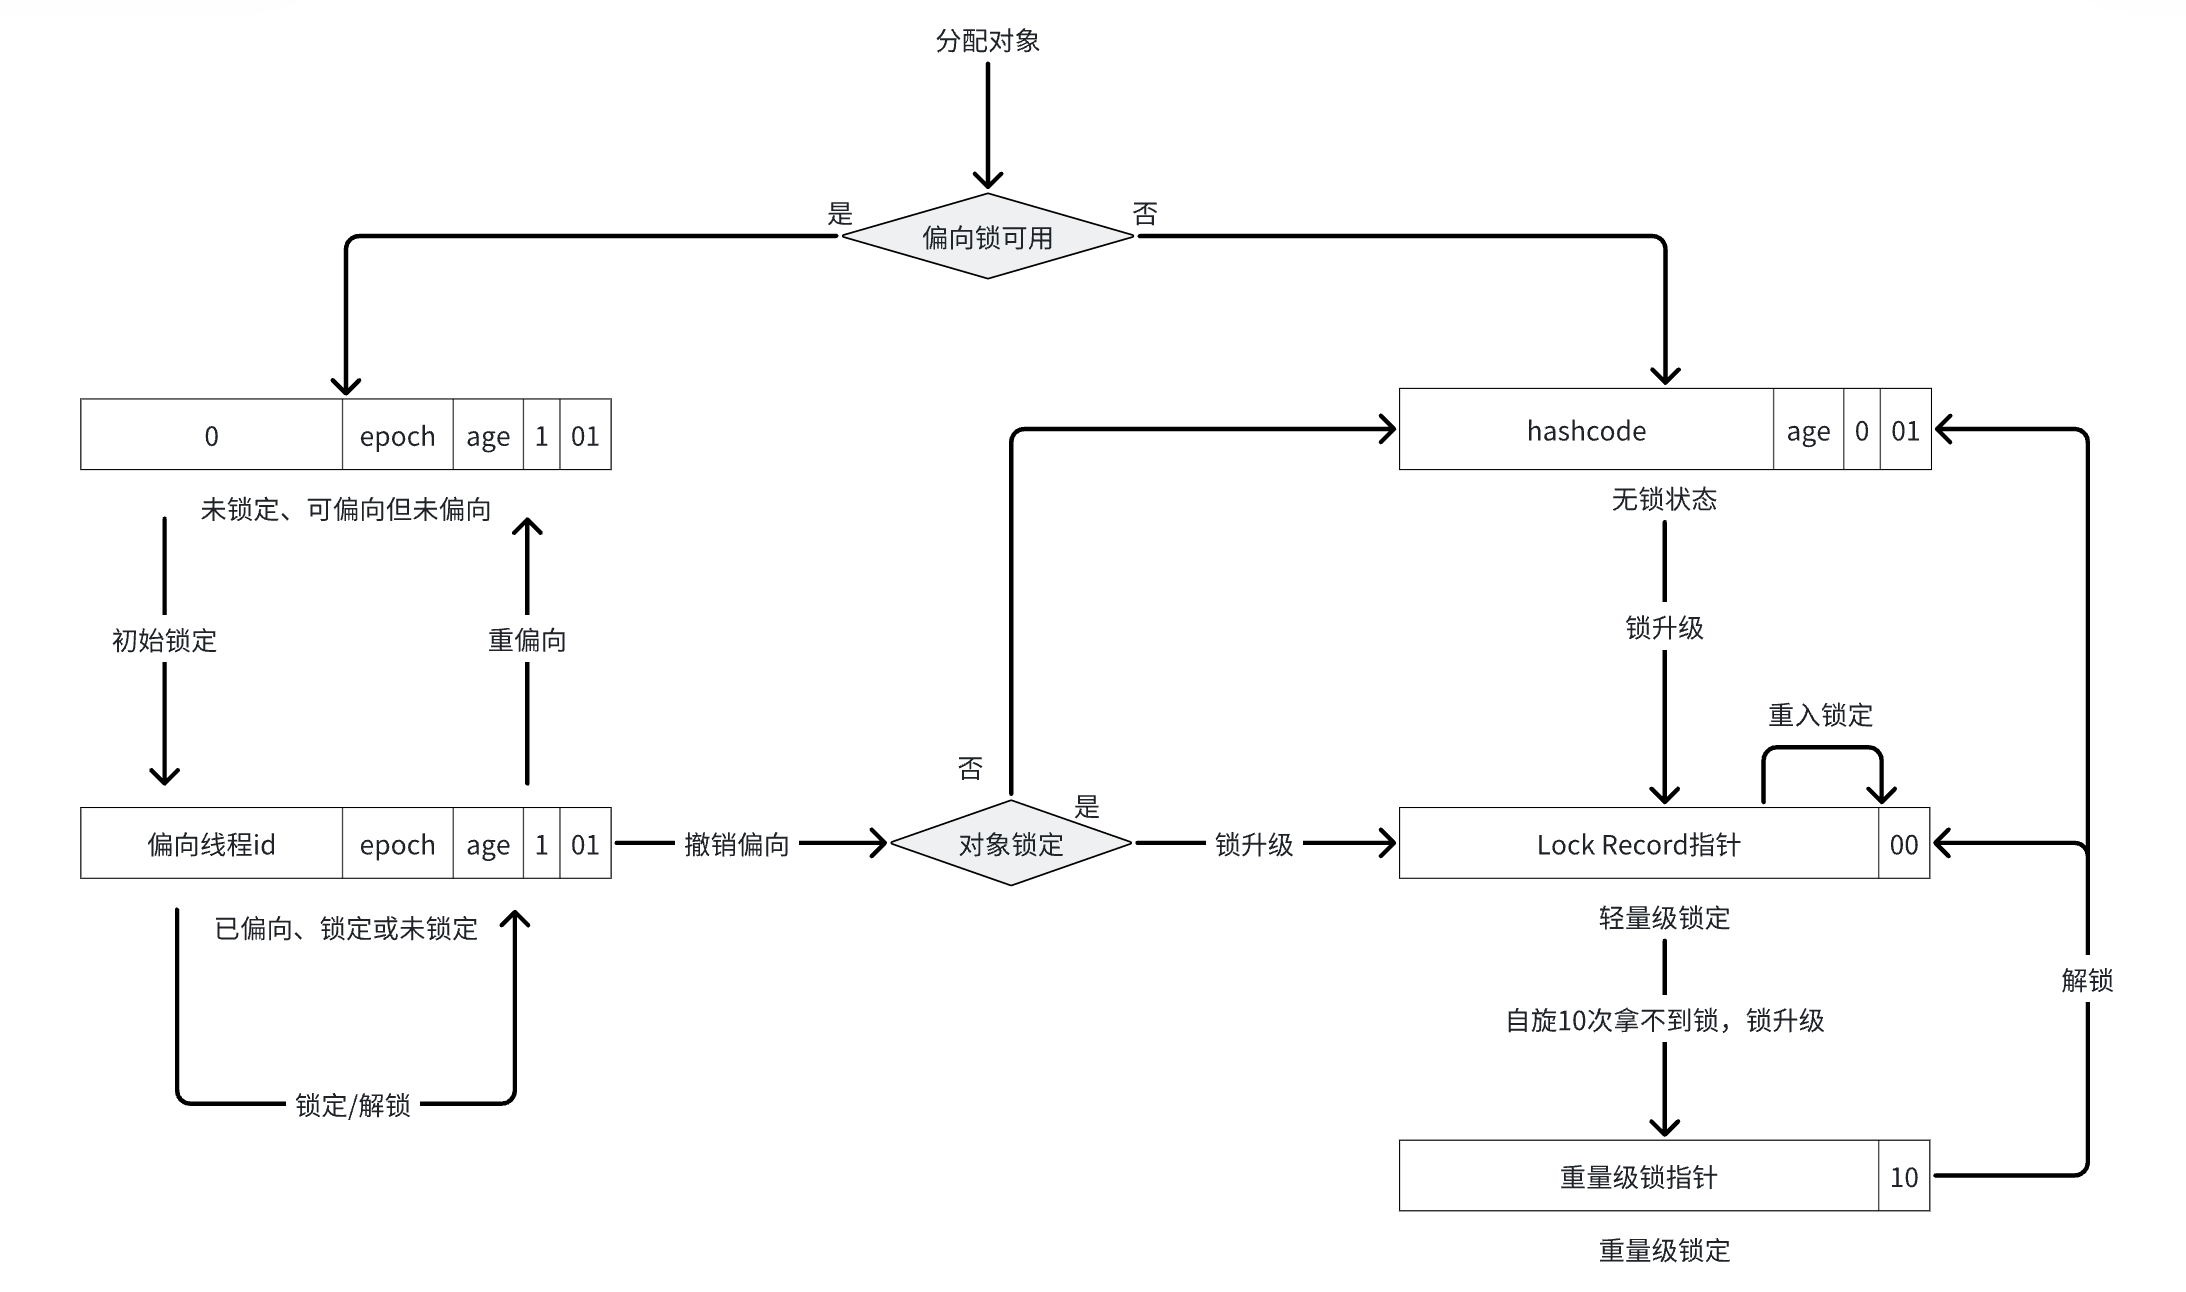 分配对象
是
否
偏向锁可用
0 epoch age 1 01
hashcode age 0 01
未锁定、可偏向但未偏向
无锁状态
初始锁定
重偏向
锁升级
重入锁定
否
是
偏向线程id epoch age 1 01
撤销偏向
对象锁定
锁升级
Lock Record指针 00
已偏向、锁定或未锁定
轻量级锁定
解锁
自旋10次拿不到锁，锁升级
锁定/解锁
重量级锁指针 10
重量级锁定